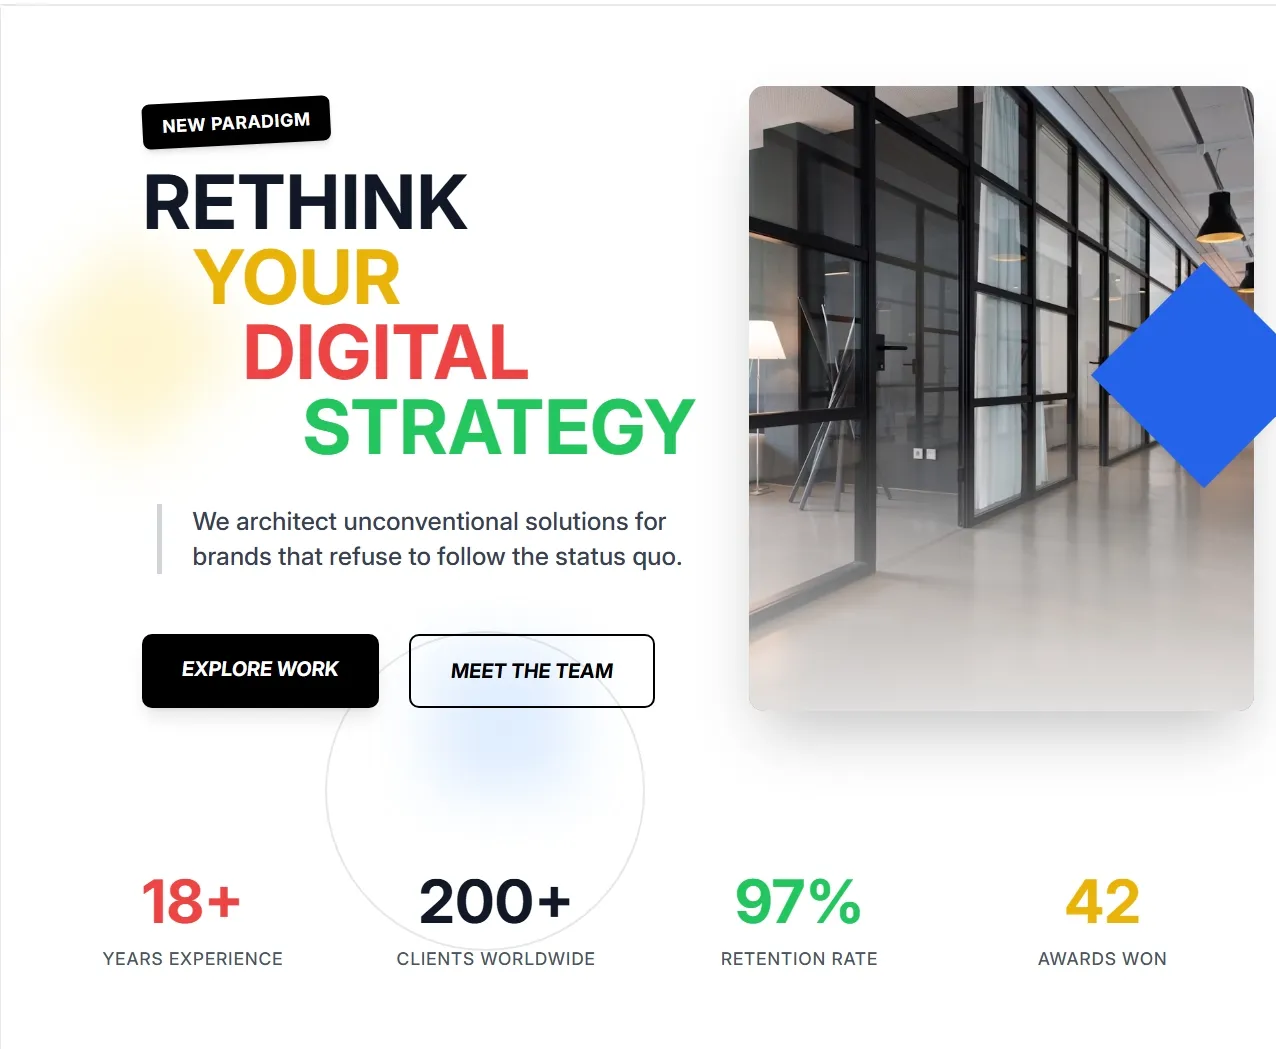 NEW PARADIGM
RETHINK
YOUR
DIGITAL
STRATEGY
We architect unconventional solutions for
brands that refuse to follow the status quo.
EXPLORE WORK
MEET THE TEAM
18+
YEARS EXPERIENCE
200+
CLIENTS WORLDWIDE
97%
RETENTION RATE
42
AWARDS WON